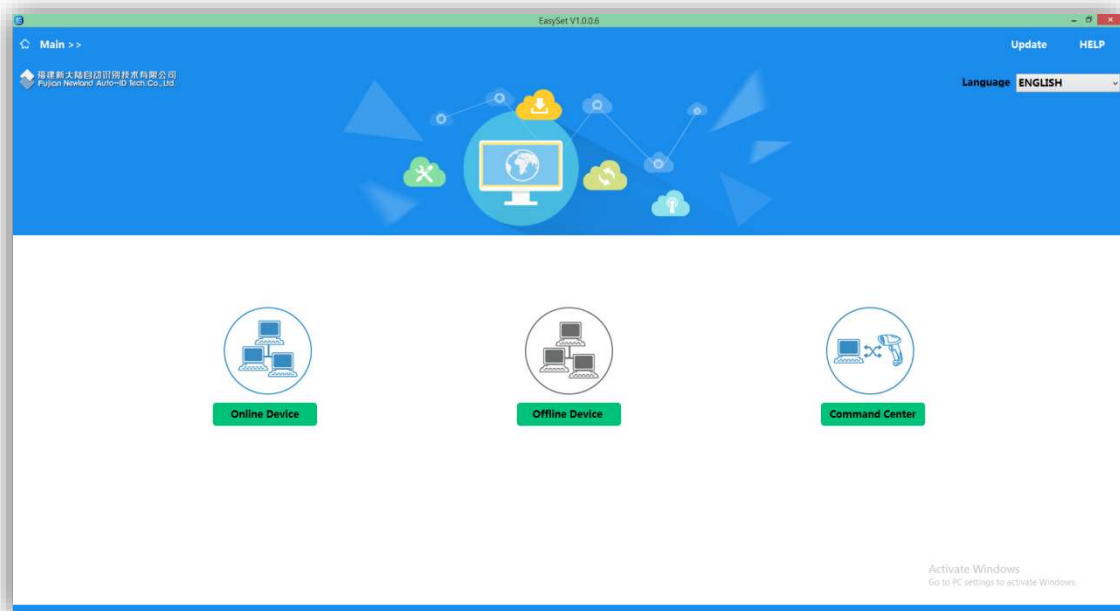 EasySet V1.0.0.6
Main >>
Update
HELP
福建新大陆自动识别技术有限公司
Fujian Newland Auto-ID Tech.Co.,Ltd.
Language
ENGLISH
Online Device
Offline Device
Command Center
Activate Windows
Go to PC settings to activate Windows.